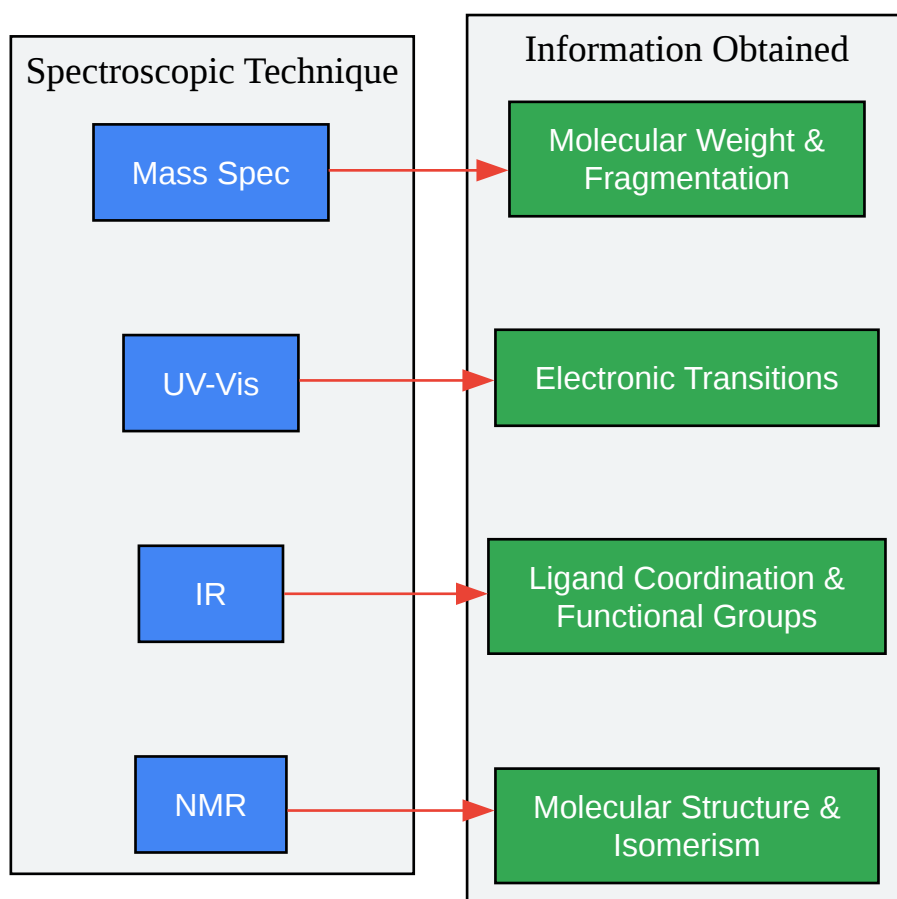 Spectroscopic Technique
Information Obtained
Mass Spec
Molecular Weight &
Fragmentation
UV-Vis
Electronic Transitions
IR
Ligand Coordination &
Functional Groups
NMR
Molecular Structure &
Isomerism